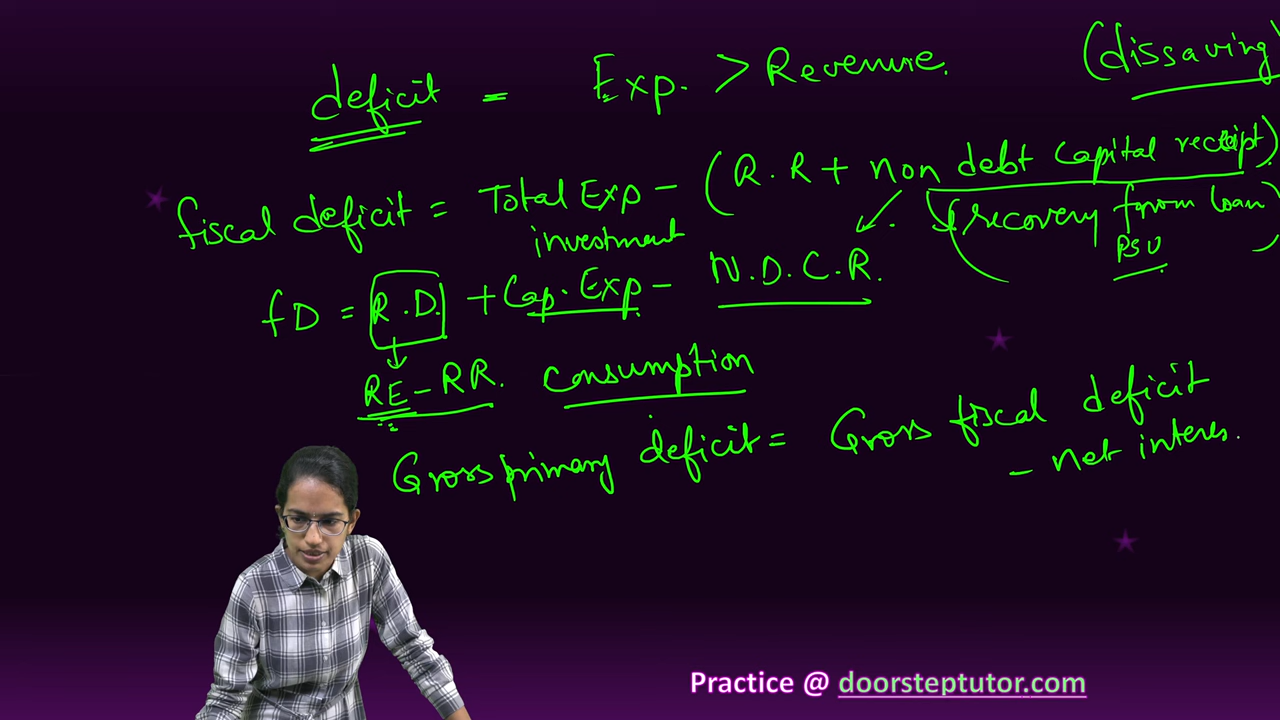 deficit = Exp. > Revenue. (dissaving)
fiscal deficit = Total Exp - (R.R + non debt Capital receipt)
investment (recovery from loan)
PSU
fD = R.D. + Cap. Exp - N.D.C.R.
RE - RR. Consumption
Gross primary deficit = Gross fiscal deficit
- net interes.
Practice @ doorsteptutor.com